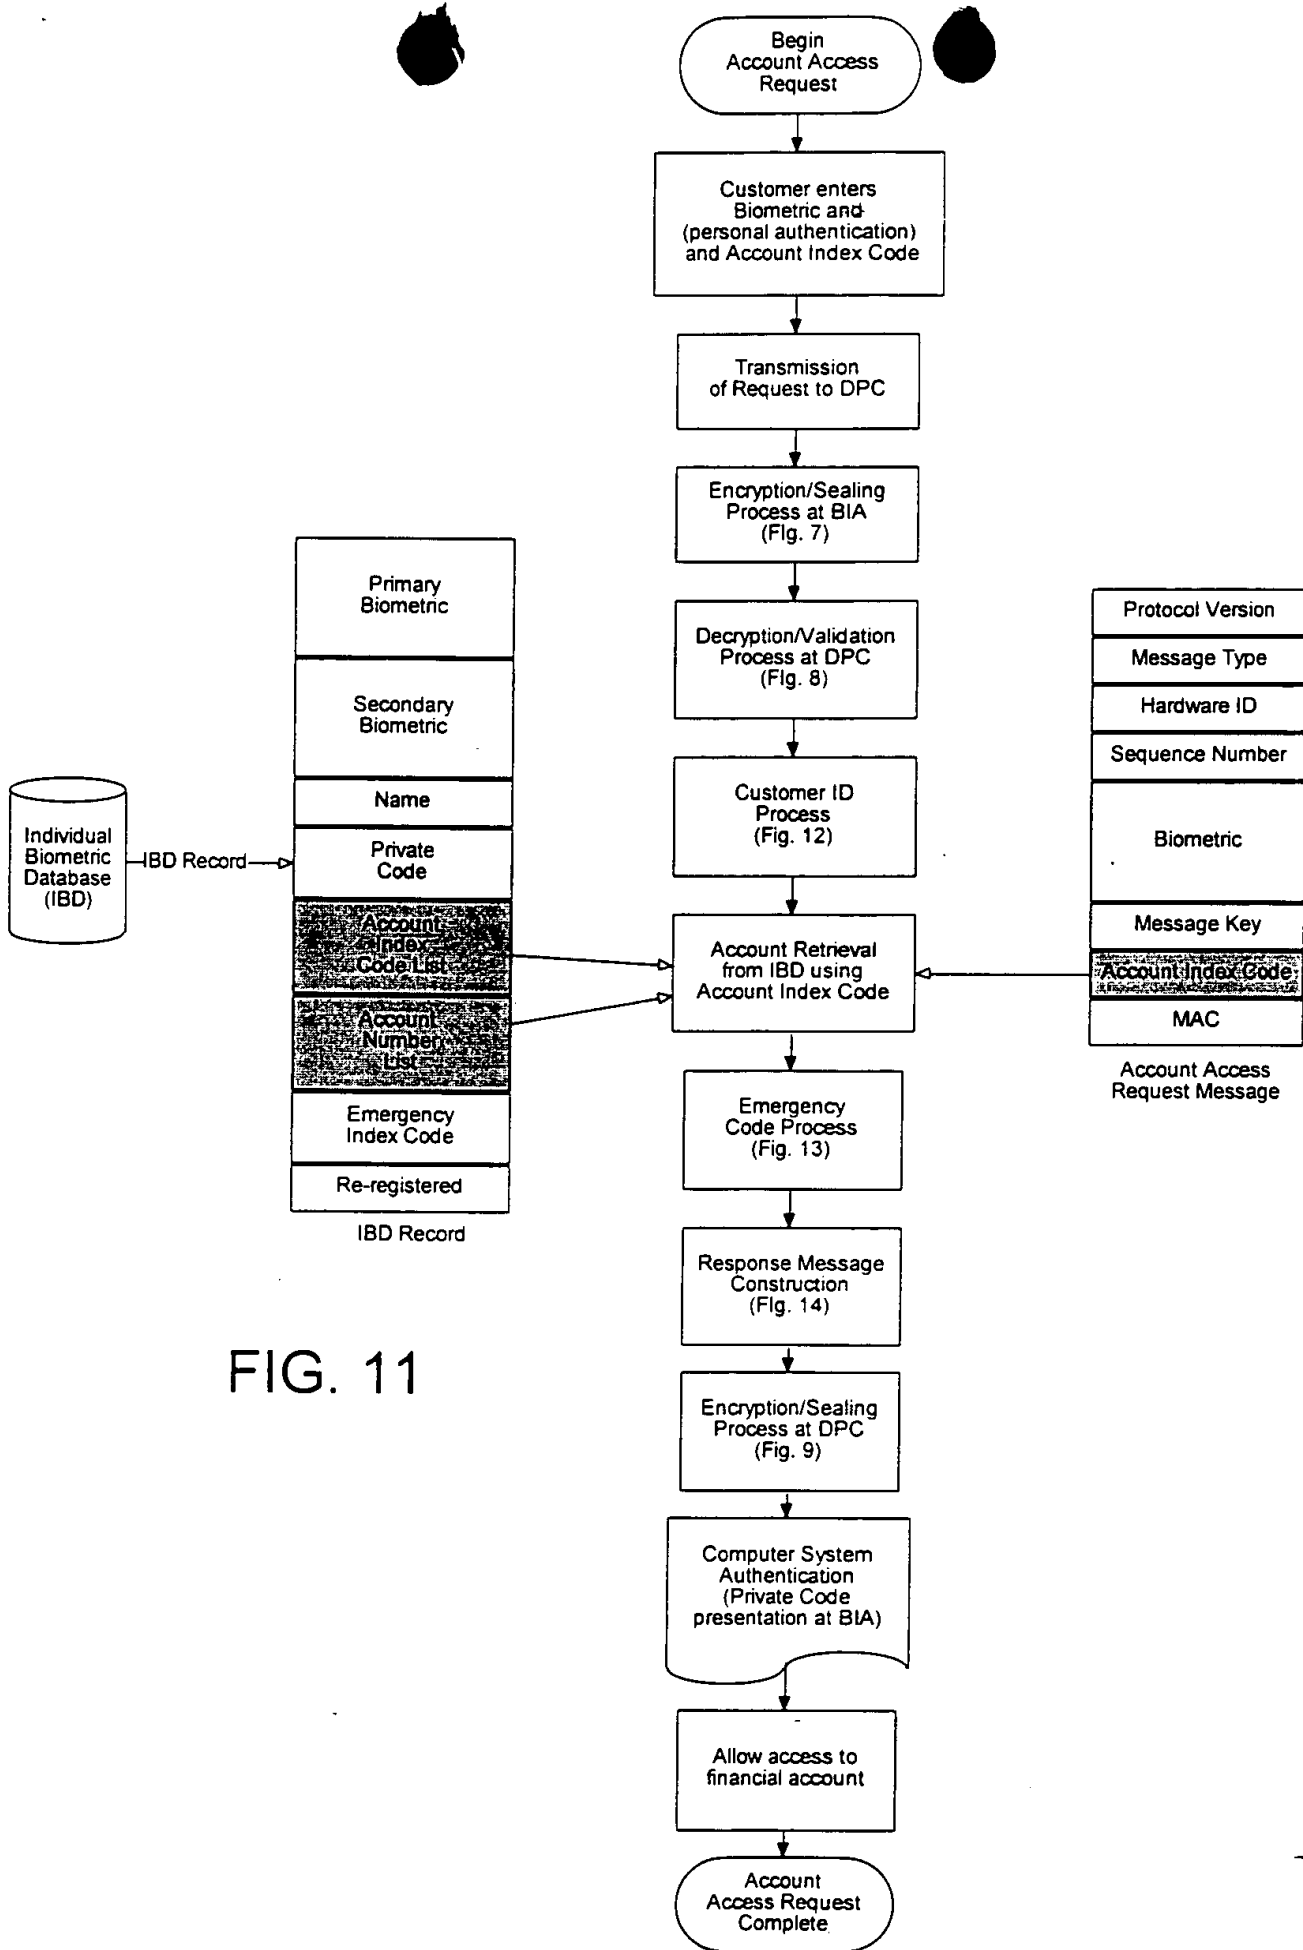 Begin
Account Access
Request
Customer enters
Biometric and
(personal authentication)
and Account Index Code
Transmission
of Request to DPC
Encryption/Sealing
Process at BIA
(Fig. 7)
Decryption/Validation
Process at DPC
(Fig. 8)
Customer ID
Process
(Fig. 12)
Account Retrieval
from IBD using
Account Index Code
Emergency
Code Process
(Fig. 13)
Response Message
Construction
(Fig. 14)
Encryption/Sealing
Process at DPC
(Fig. 9)
Computer System
Authentication
(Private Code
presentation at BIA)
Allow access to
financial account
Account
Access Request
Complete
Individual
Biometric
Database
(IBD)
IBD Record
Primary
Biometric
Secondary
Biometric
Name
Private
Code
Account
Index
Code List
Account
Number
List
Emergency
Index Code
Re-registered
IBD Record
Protocol Version
Message Type
Hardware ID
Sequence Number
Biometric
Message Key
Account Index Code
MAC
Account Access
Request Message
FIG. 11